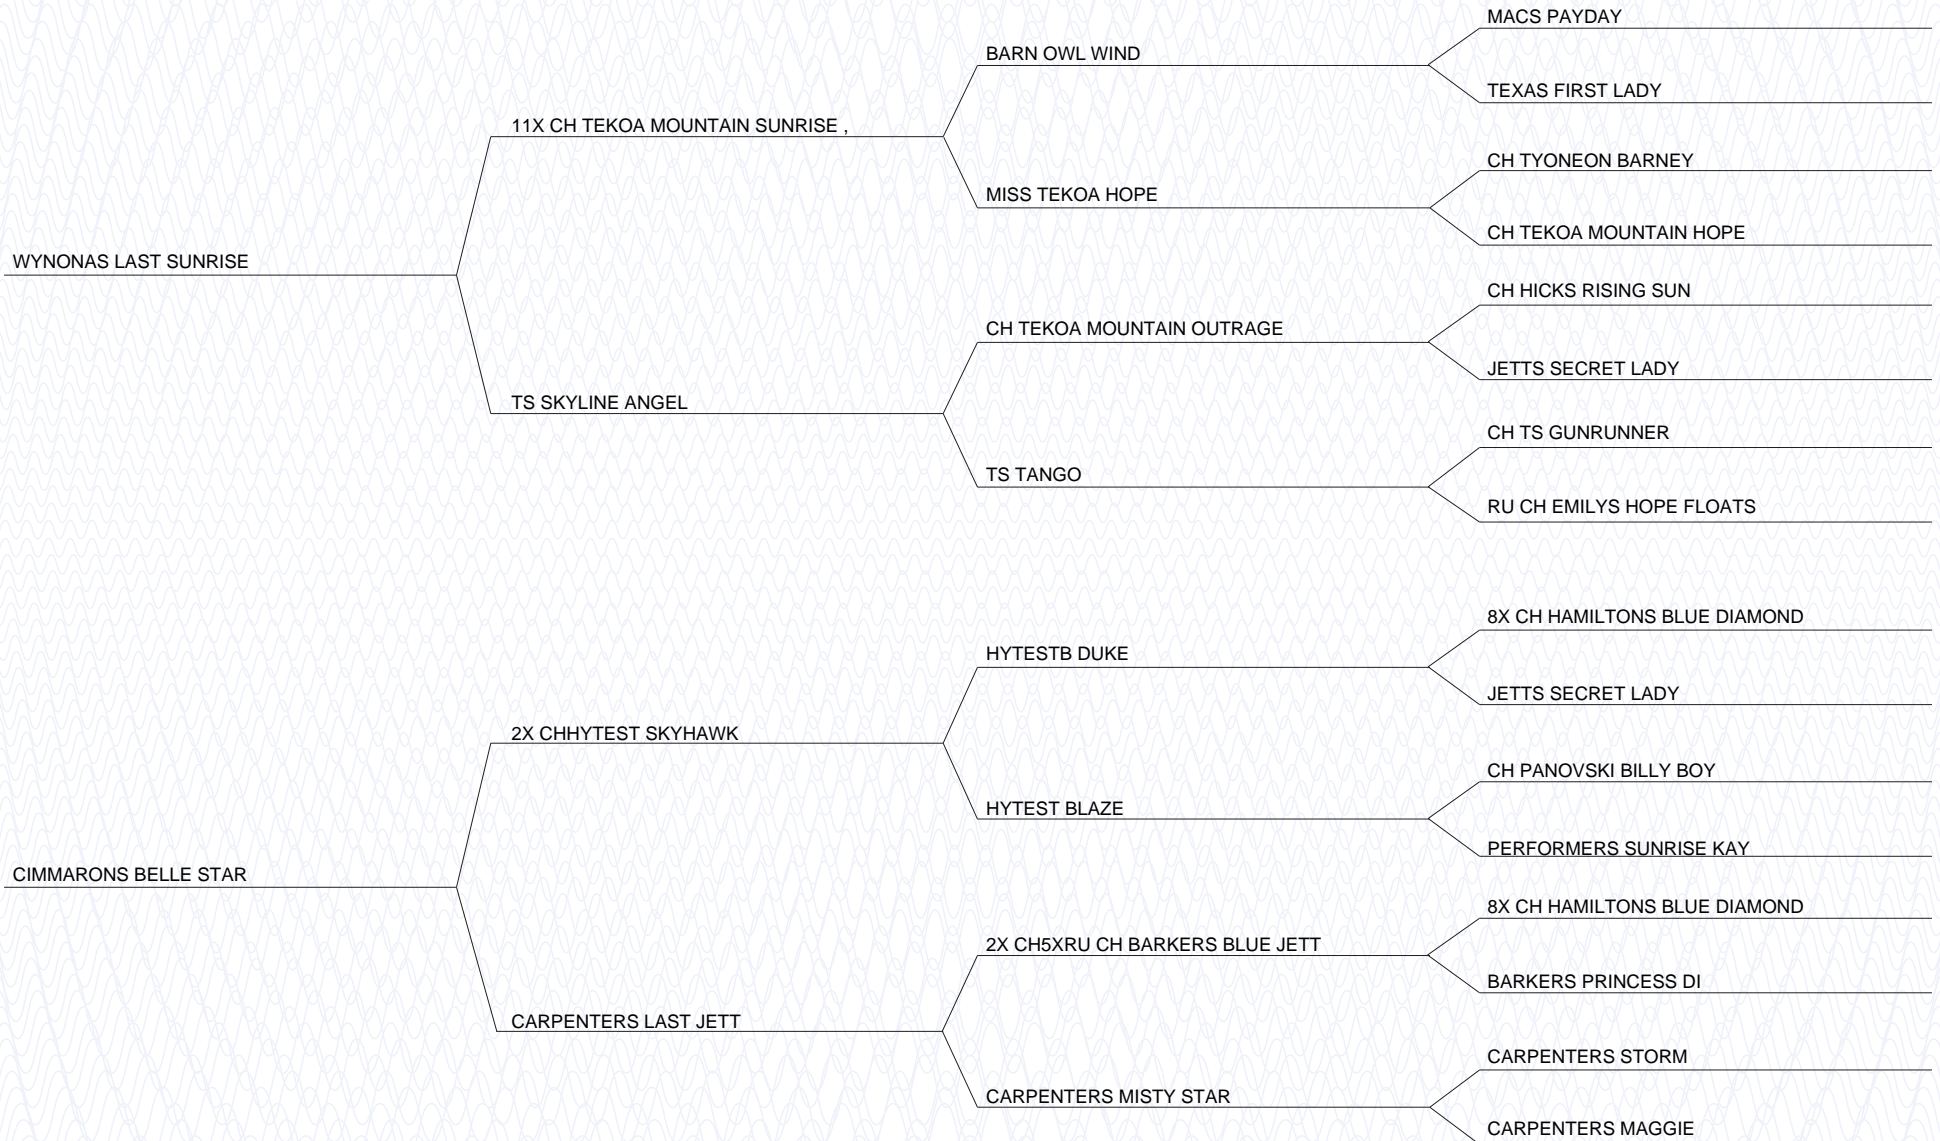 MACS PAYDAY
BARN OWL WIND
TEXAS FIRST LADY
11X CH TEKOA MOUNTAIN SUNRISE ,
CH TYONEON BARNEY
MISS TEKOA HOPE
CH TEKOA MOUNTAIN HOPE
WYNONAS LAST SUNRISE
CH HICKS RISING SUN
CH TEKOA MOUNTAIN OUTRAGE
JETTS SECRET LADY
TS SKYLINE ANGEL
CH TS GUNRUNNER
TS TANGO
RU CH EMILYS HOPE FLOATS
8X CH HAMILTONS BLUE DIAMOND
HYTESTB DUKE
JETTS SECRET LADY
2X CHHYTEST SKYHAWK
CH PANOVSKI BILLY BOY
HYTEST BLAZE
PERFORMERS SUNRISE KAY
CIMMARONS BELLE STAR
8X CH HAMILTONS BLUE DIAMOND
2X CH5XRU CH BARKERS BLUE JETT
BARKERS PRINCESS DI
CARPENTERS LAST JETT
CARPENTERS STORM
CARPENTERS MISTY STAR
CARPENTERS MAGGIE